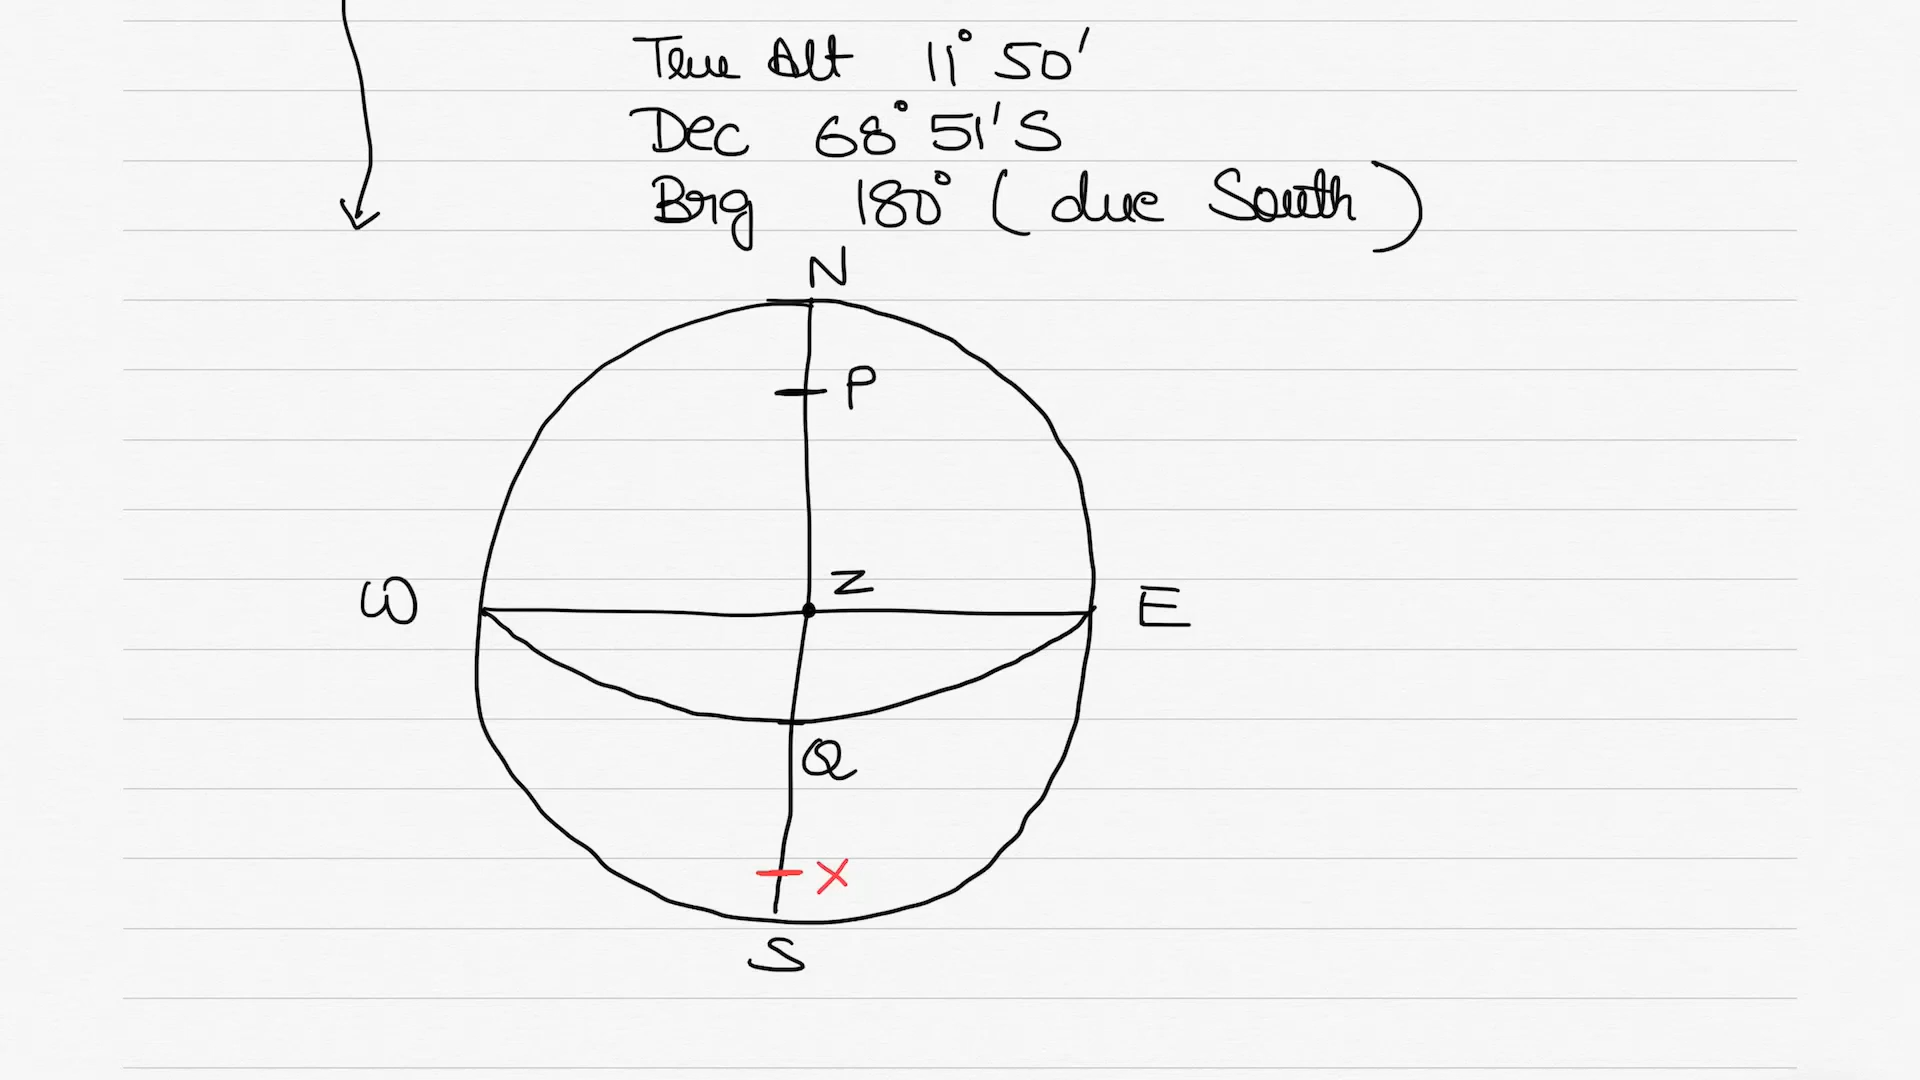 True Alt 11° 50'
Dec 68° 51' S
Brg 180° (due South)
N
P
Z
W
E
Q
X
S